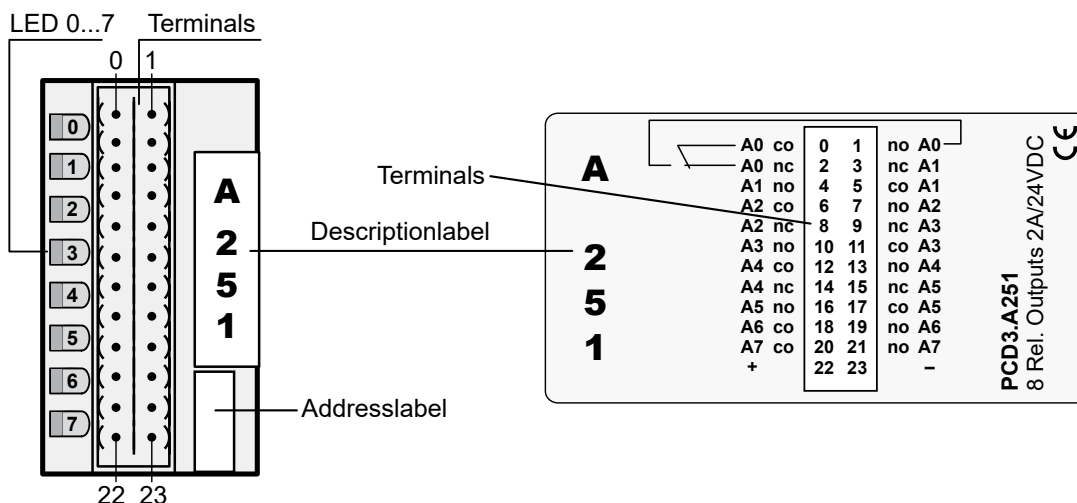 LED 0...7 Terminals
0 1
0
1
2
3
4
5
6
7
A
2
5
1
22 23
Terminals
Descriptionlabel
Addresslabel
A
2
5
1
A0 co 0 1 no A0
A0 nc 2 3 nc A1
A1 no 4 5 co A1
A2 co 6 7 no A2
A2 nc 8 9 nc A3
A3 no 10 11 co A3
A4 co 12 13 no A4
A4 nc 14 15 nc A5
A5 no 16 17 co A5
A6 co 18 19 no A6
A7 co 20 21 no A7
+ 22 23 –
PCD3.A251
8 Rel. Outputs 2A/24VDC
CE